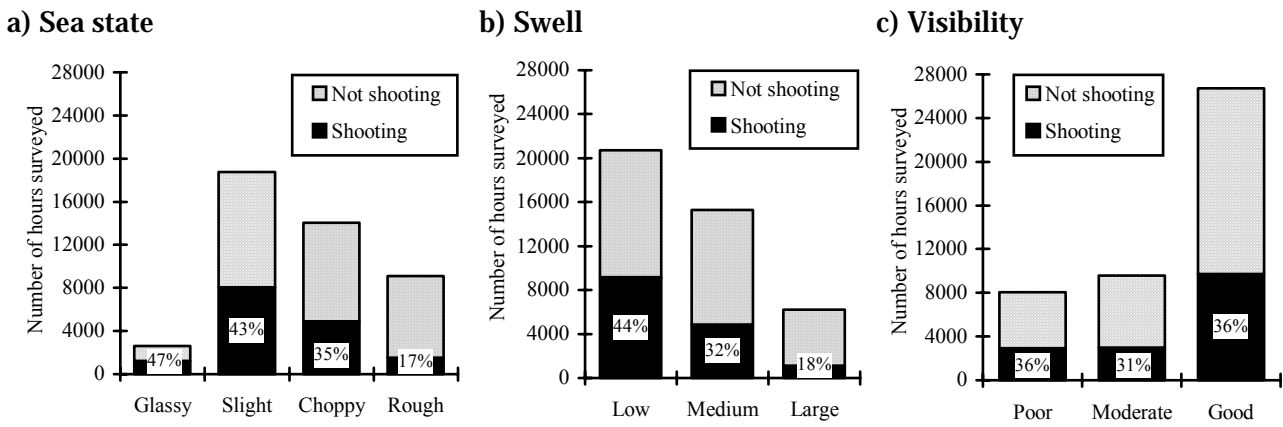 a) Sea state
Number of hours surveyed
28000
24000
20000
16000
12000
8000
4000
0
Not shooting
Shooting
47%
43%
35%
17%
Glassy
Slight
Choppy
Rough
b) Swell
Number of hours surveyed
28000
24000
20000
16000
12000
8000
4000
0
Not shooting
Shooting
44%
32%
18%
Low
Medium
Large
c) Visibility
Number of hours surveyed
28000
24000
20000
16000
12000
8000
4000
0
Not shooting
Shooting
36%
31%
36%
Poor
Moderate
Good